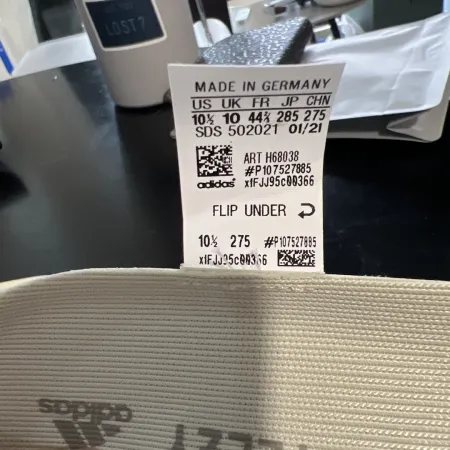 LOST 7
MADE IN GERMANY
US UK FR JP CHN
10½ 10 44⅔ 285 275
SDS 502021 01/21
ART H68038
#P107527885
adidas x1FJJ95c00366
FLIP UNDER
10½ 275 #P107527885
x1FJJ95c00366
adidas